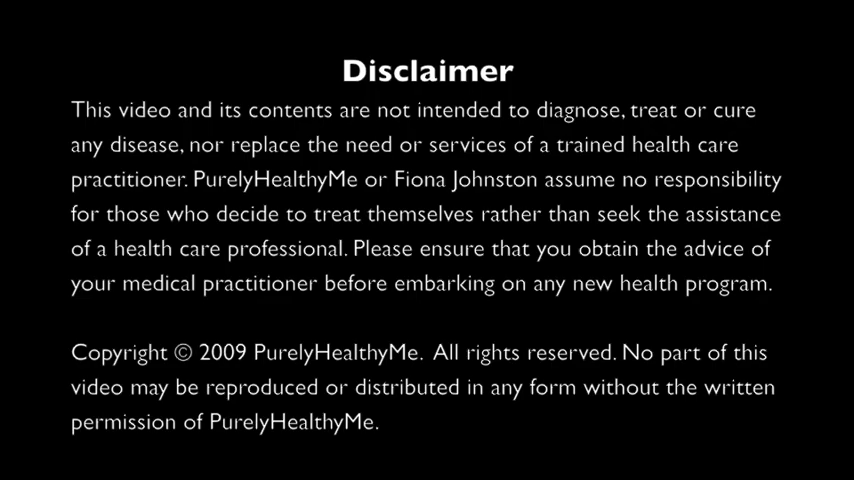 Disclaimer
This video and its contents are not intended to diagnose, treat or cure
any disease, nor replace the need or services of a trained health care
practitioner. PurelyHealthyMe or Fiona Johnston assume no responsibility
for those who decide to treat themselves rather than seek the assistance
of a health care professional. Please ensure that you obtain the advice of
your medical practitioner before embarking on any new health program.
Copyright © 2009 PurelyHealthyMe. All rights reserved. No part of this
video may be reproduced or distributed in any form without the written
permission of PurelyHealthyMe.